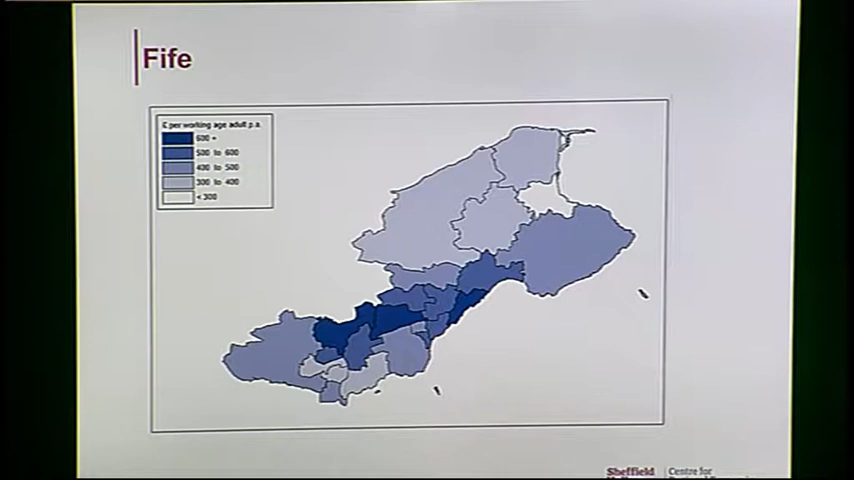 Fife
£ per working age adult p.a.
600 +
500 to 600
400 to 500
300 to 400
< 300
Sheffield
Centre for